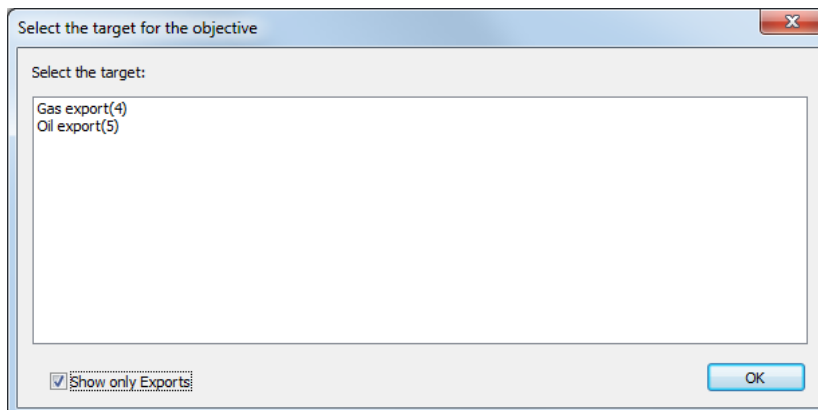 Select the target for the objective
Select the target:
Gas export(4)
Oil export(5)
Show only Exports
OK